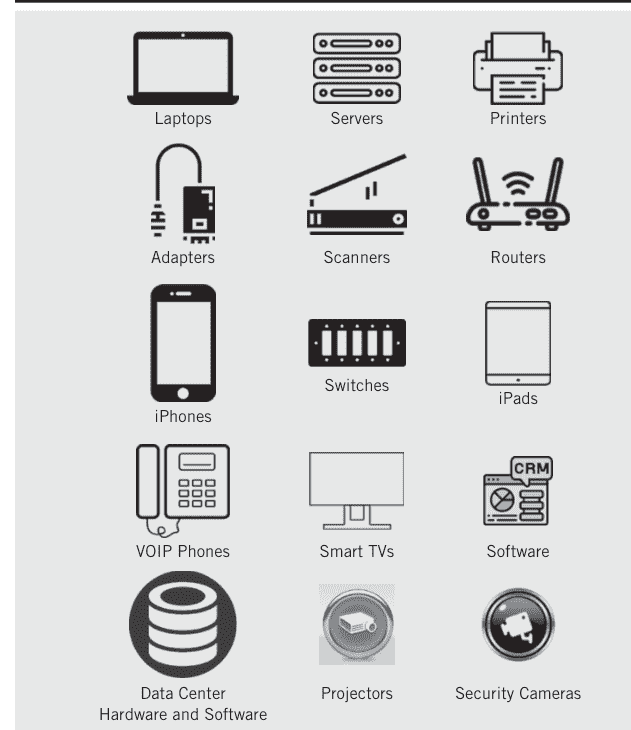 Laptops
Servers
Printers
Adapters
Scanners
Routers
iPhones
Switches
iPads
CRM
VOIP Phones
Smart TVs
Software
Data Center
Hardware and Software
Projectors
Security Cameras